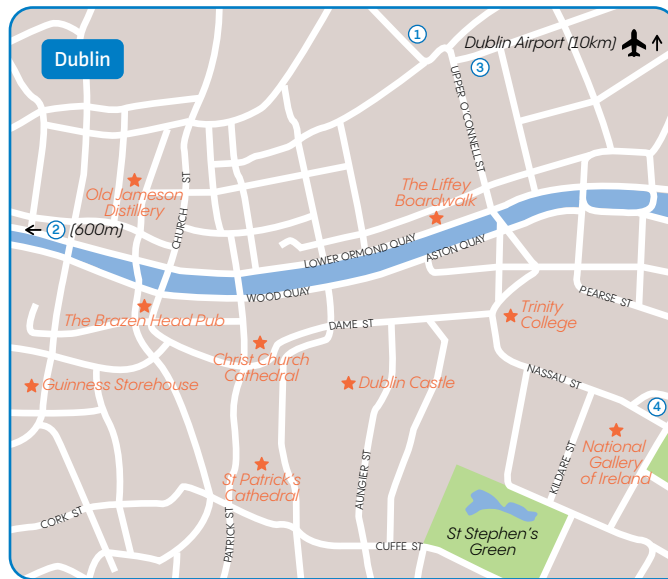 Dublin
1
Dublin Airport (10km)
3
UPPER O'CONNELL ST
Old Jameson
Distillery
CHURCH ST
The Liffey
Boardwalk
2 (600m)
LOWER ORMOND QUAY
ASTON QUAY
WOOD QUAY
PEARSE ST
The Brazen Head Pub
DAME ST
Trinity
College
Christ Church
Cathedral
NASSAU ST
Guinness Storehouse
Dublin Castle
4
National
Gallery
of Ireland
KILDARE ST
St Patrick's
Cathedral
AUNGIER ST
CORK ST
PATRICK ST
CUFFE ST
St Stephen's
Green